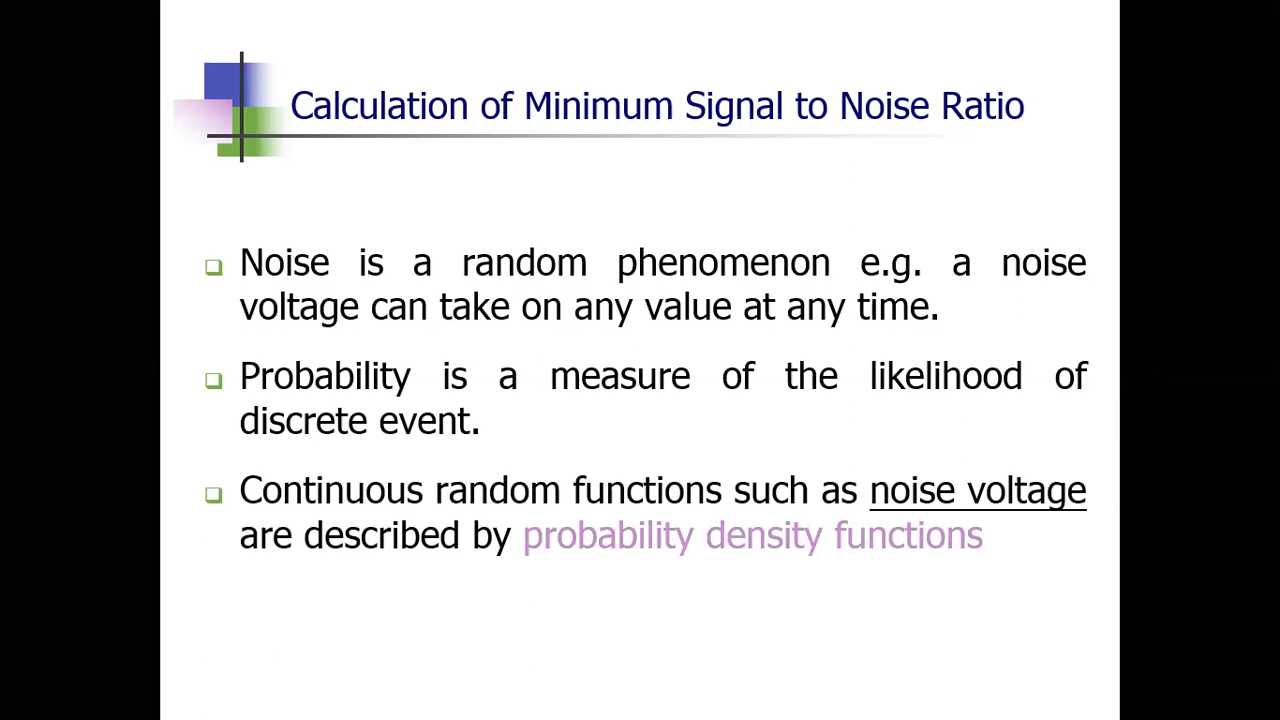 Calculation of Minimum Signal to Noise Ratio
Noise is a random phenomenon e.g. a noise
voltage can take on any value at any time.
Probability is a measure of the likelihood of
discrete event.
Continuous random functions such as noise voltage
are described by probability density functions